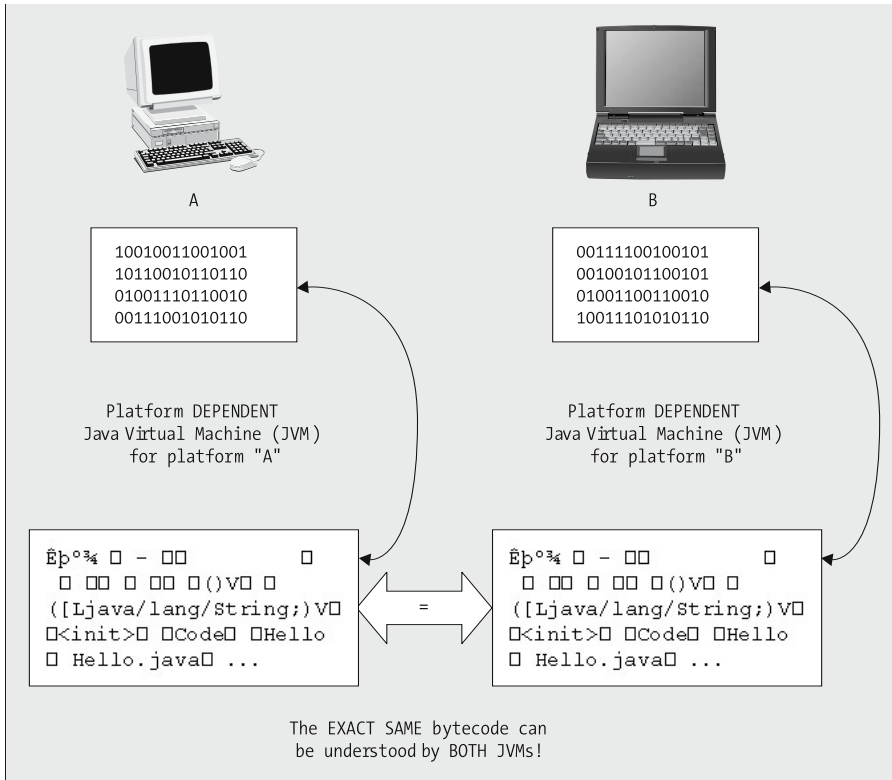 A
B
10010011001001
10110010110110
01001110110010
00111001010110
00111100100101
00100101100101
01001100110010
10011101010110
Platform DEPENDENT
Java Virtual Machine (JVM)
for platform "A"
Platform DEPENDENT
Java Virtual Machine (JVM)
for platform "B"
Êþº¾ □ – □□ □
□ □□ □ □□ □()V□ □
([Ljava/lang/String;)V□
□<init>□ □Code□ □Hello
□ Hello.java□ ...
=
Êþº¾ □ – □□ □
□ □□ □ □□ □()V□ □
([Ljava/lang/String;)V□
□<init>□ □Code□ □Hello
□ Hello.java□ ...
The EXACT SAME bytecode can
be understood by BOTH JVMs!